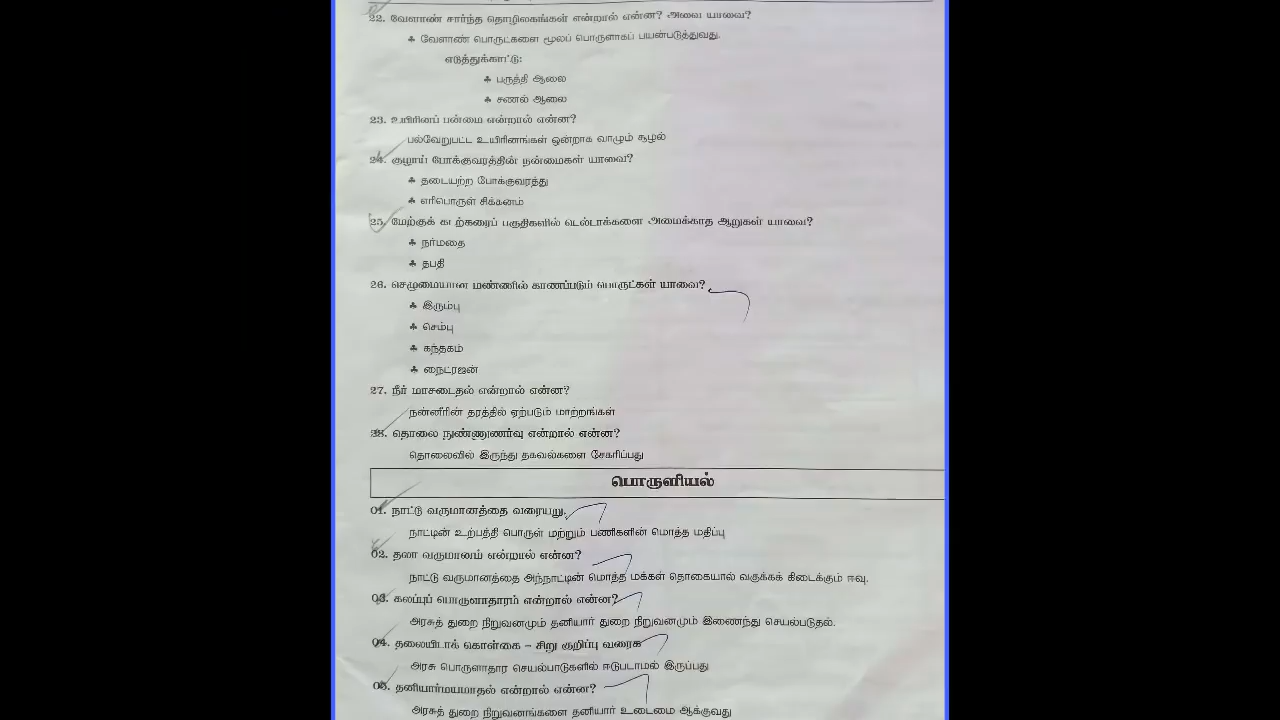 22. வேளாண் சார்ந்த தொழிலகங்கள் என்றால் என்ன? அவை யாவை?
♣ வேளாண் பொருட்களை மூலப் பொருளாகப் பயன்படுத்துவது.
எடுத்துக்காட்டு:
♣ பருத்தி ஆலை
♣ சணல் ஆலை
23. உயிரினப் பன்மை என்றால் என்ன?
பல்வேறுபட்ட உயிரினங்கள் ஒன்றாக வாழும் சூழல்
24. குழாய் போக்குவரத்தின் நன்மைகள் யாவை?
♣ தடையற்ற போக்குவரத்து
♣ எரிபொருள் சிக்கனம்
25. மேற்குக் கடற்கரைப் பகுதிகளில் டெல்டாக்களை அமைக்காத ஆறுகள் யாவை?
♣ நர்மதை
♣ தபதி
26. செழுமையான மண்ணில் காணப்படும் பொருட்கள் யாவை?
♣ இரும்பு
♣ செம்பு
♣ கந்தகம்
♣ நைட்ரஜன்
27. நீர் மாசடைதல் என்றால் என்ன?
நன்னீரின் தரத்தில் ஏற்படும் மாற்றங்கள்
28. தொலை நுண்ணுணர்வு என்றால் என்ன?
தொலைவில் இருந்து தகவல்களை சேகரிப்பது
பொருளியல்
01. நாட்டு வருமானத்தை வரையறு.
நாட்டின் உற்பத்தி பொருள் மற்றும் பணிகளின் மொத்த மதிப்பு
02. தலா வருமானம் என்றால் என்ன?
நாட்டு வருமானத்தை அந்நாட்டின் மொத்த மக்கள் தொகையால் வகுக்கக் கிடைக்கும் ஈவு.
03. கலப்புப் பொருளாதாரம் என்றால் என்ன?
அரசுத் துறை நிறுவனமும் தனியார் துறை நிறுவனமும் இணைந்து செயல்படுதல்.
04. தலையிடாக் கொள்கை – சிறு குறிப்பு வரைக
அரசு பொருளாதார செயல்பாடுகளில் ஈடுபடாமல் இருப்பது
05. தனியார்மயமாதல் என்றால் என்ன?
அரசுத் துறை நிறுவனங்களை தனியார் உடைமை ஆக்குவது